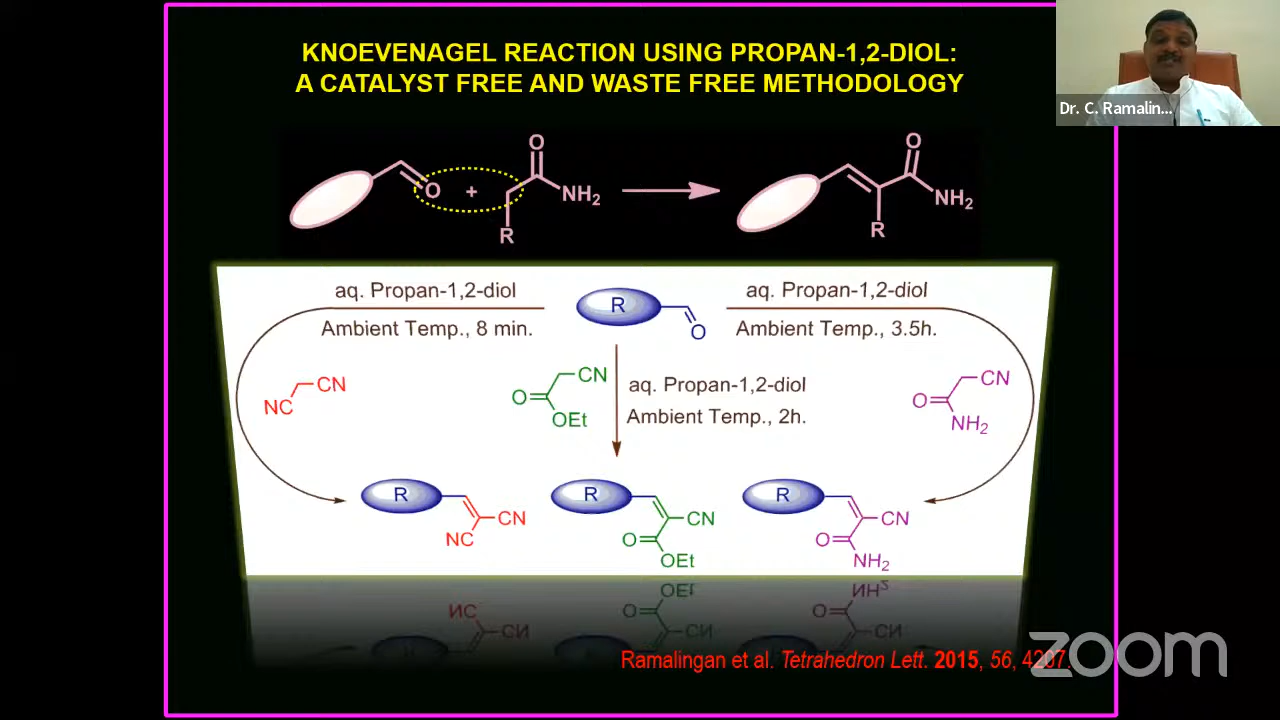 KNOEVENAGEL REACTION USING PROPAN-1,2-DIOL:
A CATALYST FREE AND WASTE FREE METHODOLOGY
Dr. C. Ramalin...
O
O
+
NH2
R
O
NH2
R
aq. Propan-1,2-diol
Ambient Temp., 8 min.
R
O
aq. Propan-1,2-diol
Ambient Temp., 3.5h.
CN
NC
CN
O
OEt
aq. Propan-1,2-diol
Ambient Temp., 2h.
CN
O
NH2
R
CN
NC
R
CN
O
OEt
R
CN
O
NH2
Ramalingan et al. Tetrahedron Lett. 2015, 56, 4207.
zoom